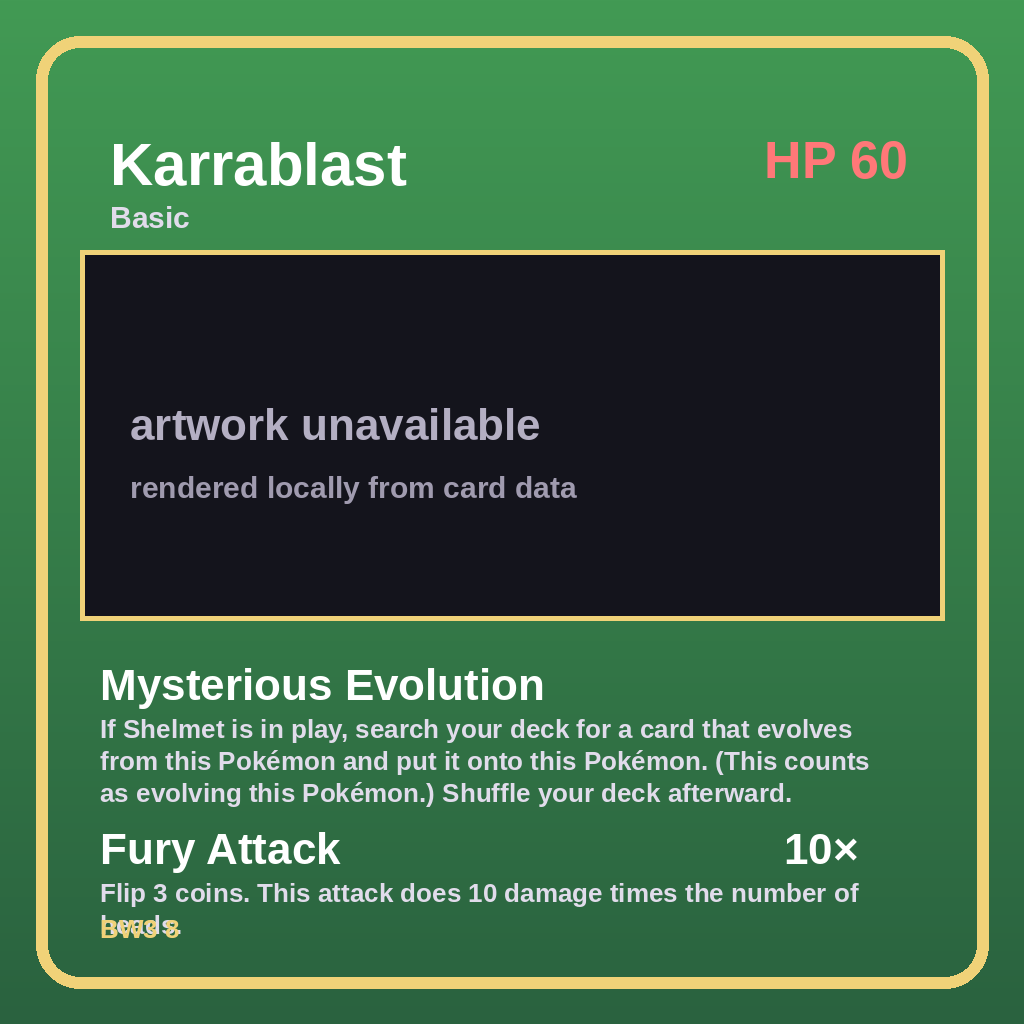 Karrablast
HP 60
Basic
artwork unavailable
rendered locally from card data
Mysterious Evolution
If Shelmet is in play, search your deck for a card that evolves
from this Pokémon and put it onto this Pokémon. (This counts
as evolving this Pokémon.) Shuffle your deck afterward.
Fury Attack
10×
Flip 3 coins. This attack does 10 damage times the number of
heads.
BW3 8